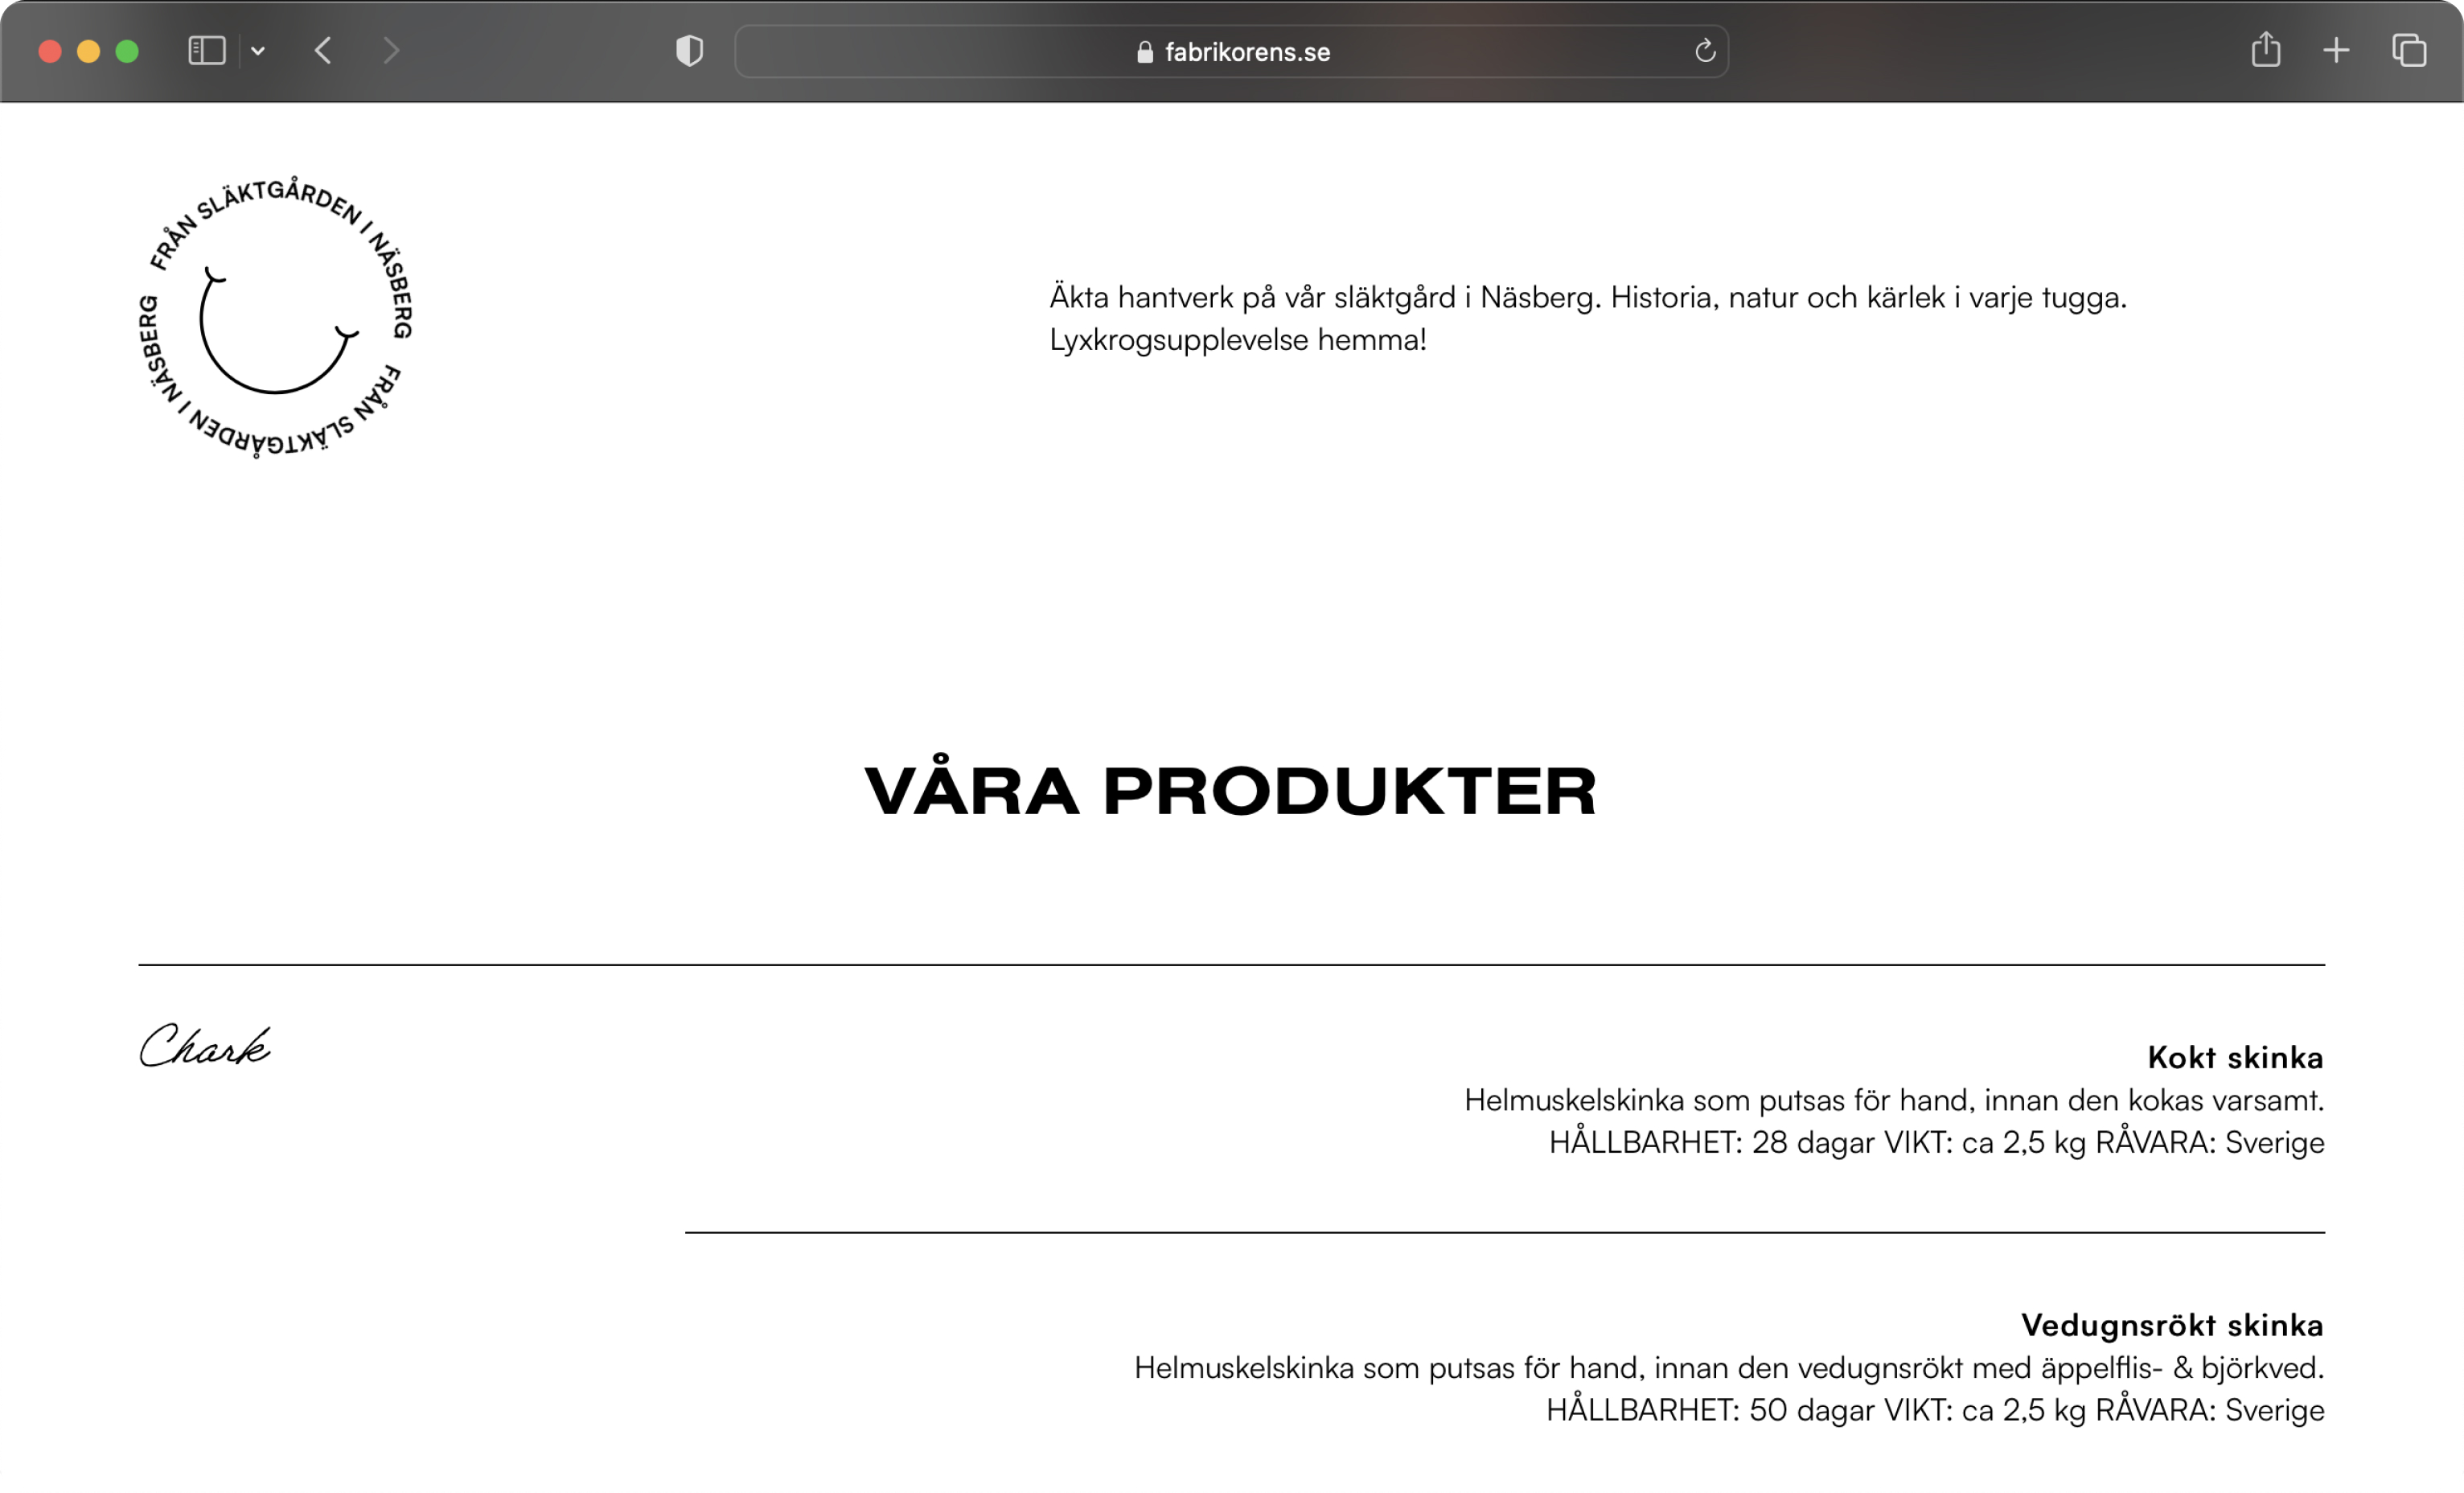 fabrikorens.se
FRÅN SLÄKTGÅRDEN I NÄSBERG
FRÅN SLÄKTGÅRDEN I NÄSBERG
Äkta hantverk på vår släktgård i Näsberg. Historia, natur och kärlek i varje tugga.
Lyxkrogsupplevelse hemma!
VÅRA PRODUKTER
Chark
Kokt skinka
Helmuskelskinka som putsas för hand, innan den kokas varsamt.
HÅLLBARHET: 28 dagar VIKT: ca 2,5 kg RÅVARA: Sverige
Vedugnsrökt skinka
Helmuskelskinka som putsas för hand, innan den vedugnsrökt med äppelflis- & björkved.
HÅLLBARHET: 50 dagar VIKT: ca 2,5 kg RÅVARA: Sverige